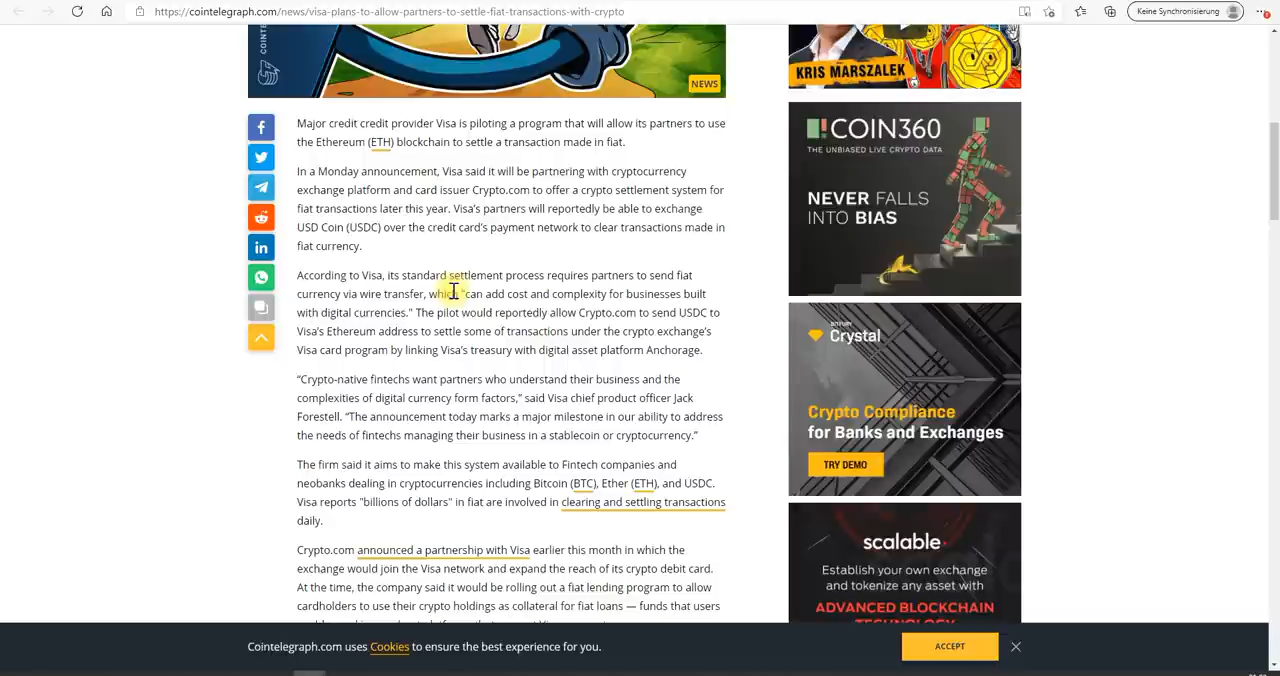 https://cointelegraph.com/news/visa-plans-to-allow-partners-to-settle-fiat-transactions-with-crypto
Keine Synchronisierung
COINTE
NEWS
KRIS MARSZALEK
Major credit credit provider Visa is piloting a program that will allow its partners to use
the Ethereum (ETH) blockchain to settle a transaction made in fiat.
In a Monday announcement, Visa said it will be partnering with cryptocurrency
exchange platform and card issuer Crypto.com to offer a crypto settlement system for
fiat transactions later this year. Visa's partners will reportedly be able to exchange
USD Coin (USDC) over the credit card's payment network to clear transactions made in
fiat currency.
According to Visa, its standard settlement process requires partners to send fiat
currency via wire transfer, which "can add cost and complexity for businesses built
with digital currencies." The pilot would reportedly allow Crypto.com to send USDC to
Visa's Ethereum address to settle some of transactions under the crypto exchange's
Visa card program by linking Visa's treasury with digital asset platform Anchorage.
“Crypto-native fintechs want partners who understand their business and the
complexities of digital currency form factors,” said Visa chief product officer Jack
Forestell. “The announcement today marks a major milestone in our ability to address
the needs of fintechs managing their business in a stablecoin or cryptocurrency.”
The firm said it aims to make this system available to Fintech companies and
neobanks dealing in cryptocurrencies including Bitcoin (BTC), Ether (ETH), and USDC.
Visa reports "billions of dollars" in fiat are involved in clearing and settling transactions
daily.
Crypto.com announced a partnership with Visa earlier this month in which the
exchange would join the Visa network and expand the reach of its crypto debit card.
At the time, the company said it would be rolling out a fiat lending program to allow
cardholders to use their crypto holdings as collateral for fiat loans — funds that users
COIN360
THE UNBIASED LIVE CRYPTO DATA
NEVER FALLS
INTO BIAS
BITFURY
Crystal
Crypto Compliance
for Banks and Exchanges
TRY DEMO
scalable
Establish your own exchange
and tokenize any asset with
ADVANCED BLOCKCHAIN
Cointelegraph.com uses Cookies to ensure the best experience for you.
ACCEPT